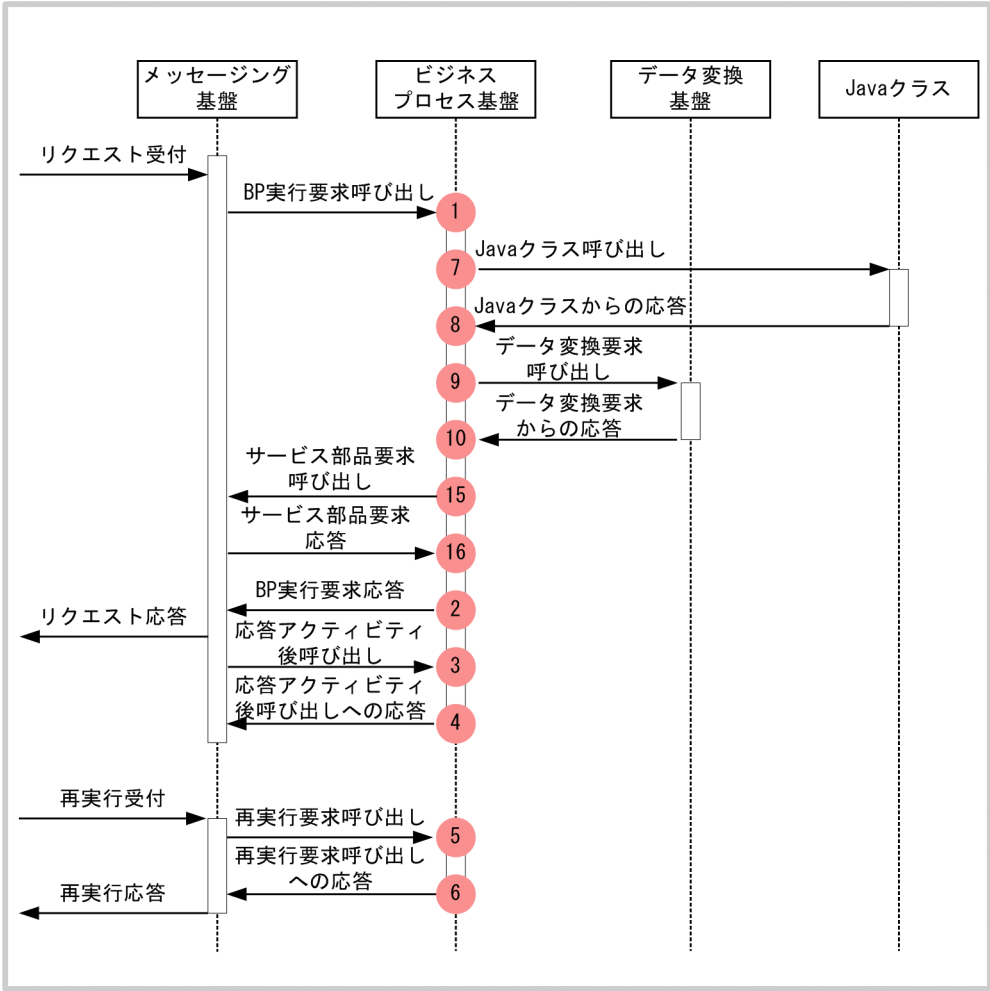 メッセージング
基盤
ビジネス
プロセス基盤
データ変換
基盤
Javaクラス
リクエスト受付
BP実行要求呼び出し
1
Javaクラス呼び出し
7
Javaクラスからの応答
8
データ変換要求
呼び出し
9
データ変換要求
からの応答
10
サービス部品要求
呼び出し
15
サービス部品要求
応答
16
BP実行要求応答
2
リクエスト応答
応答アクティビティ
後呼び出し
3
応答アクティビティ
後呼び出しへの応答
4
再実行受付
再実行要求呼び出し
5
再実行要求呼び出し
への応答
6
再実行応答